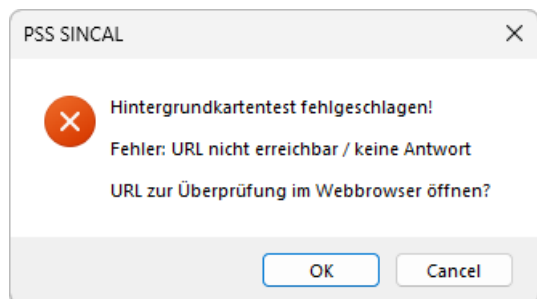 PSS SINCAL
Hintergrundkartentest fehlgeschlagen!
Fehler: URL nicht erreichbar / keine Antwort
URL zur Überprüfung im Webbrowser öffnen?
OK
Cancel